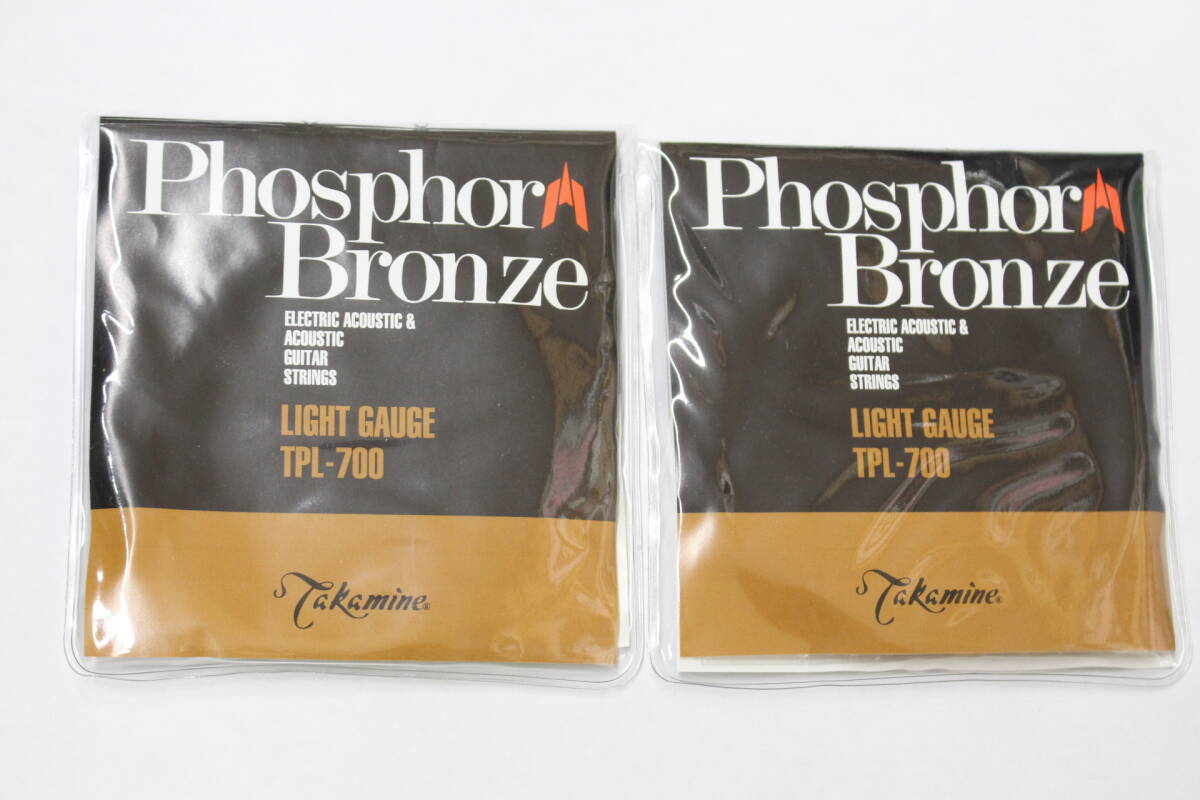 Phosphor
Bronze
ELECTRIC ACOUSTIC &
ACOUSTIC
GUITAR
STRINGS
LIGHT GAUGE
TPL-700
Takamine®
Phosphor
Bronze
ELECTRIC ACOUSTIC &
ACOUSTIC
GUITAR
STRINGS
LIGHT GAUGE
TPL-700
Takamine®